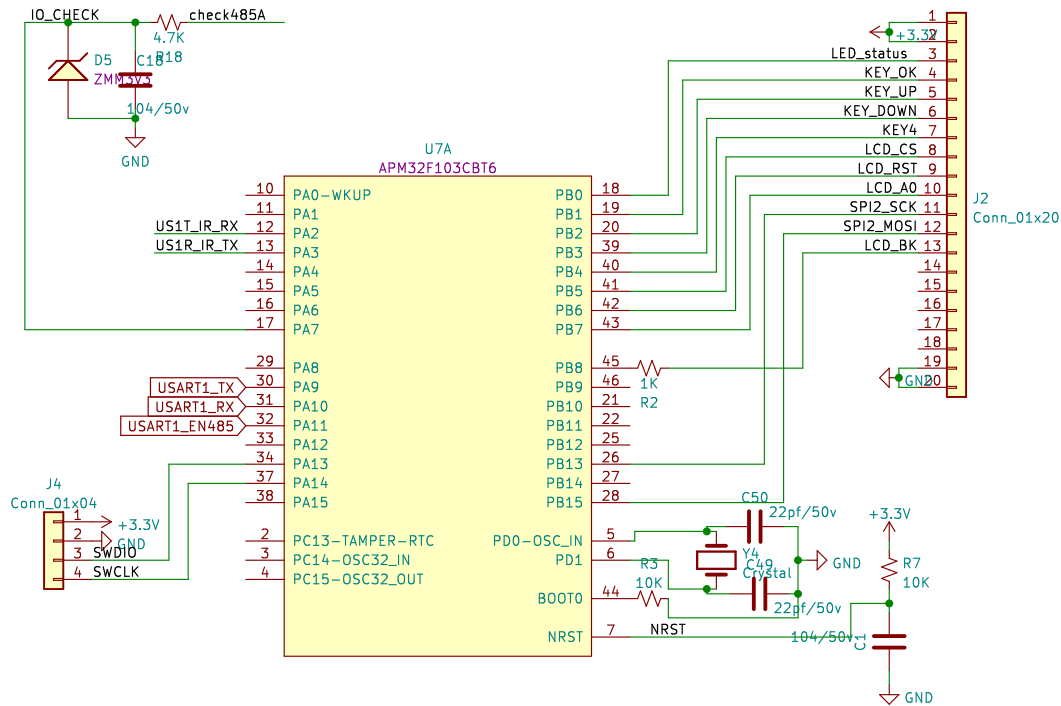 IO_CHECK
check485A
4.7K
R18
D5
ZMM3V3
C18
104/50v
GND
U7A
APM32F103CBT6
10 PA0-WKUP
11 PA1
US1T_IR_RX 12 PA2
US1R_IR_TX 13 PA3
14 PA4
15 PA5
16 PA6
17 PA7
29 PA8
USART1_TX 30 PA9
USART1_RX 31 PA10
USART1_EN485 32 PA11
33 PA12
34 PA13
37 PA14
38 PA15
2 PC13-TAMPER-RTC
3 PC14-OSC32_IN
4 PC15-OSC32_OUT
PB0 18
PB1 19
PB2 20
PB3 39
PB4 40
PB5 41
PB6 42
PB7 43
PB8 45
PB9 46
PB10 21
PB11 22
PB12 25
PB13 26
PB14 27
PB15 28
PD0-OSC_IN 5
PD1 6
BOOT0 44
NRST 7
1K
R2
+3.3V
1
2
LED_status 3
KEY_OK 4
KEY_UP 5
KEY_DOWN 6
KEY4 7
LCD_CS 8
LCD_RST 9
LCD_A0 10
SPI2_SCK 11
SPI2_MOSI 12
LCD_BK 13
14
15
16
17
18
19
GND 20
J2
Conn_01x20
J4
Conn_01x04
1 +3.3V
2 GND
SWDIO
3
SWCLK
4
C50
22pf/50v
Y4
Crystal
C49
22pf/50v
GND
R3
10K
NRST
+3.3V
R7
10K
104/50v
C1
GND